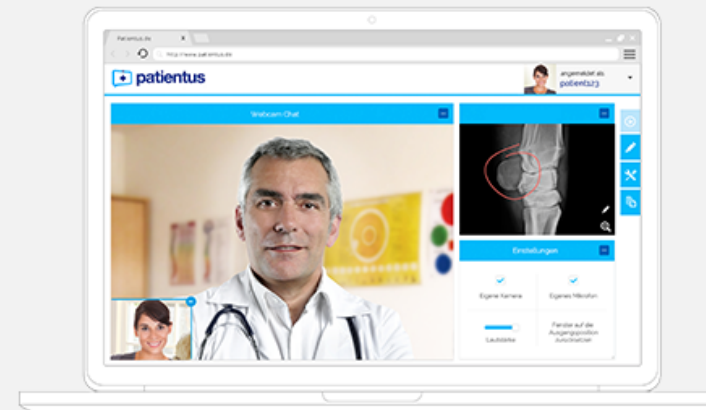 Patientus.de
http://www.patientus.de
patientus
angemeldet als
patient123
Webcam Chat
Einstellungen
Eigene Kamera
Eigenes Mikrofon
Lautstärke
Fenster auf die
Ausgangsposition
zurücksetzen